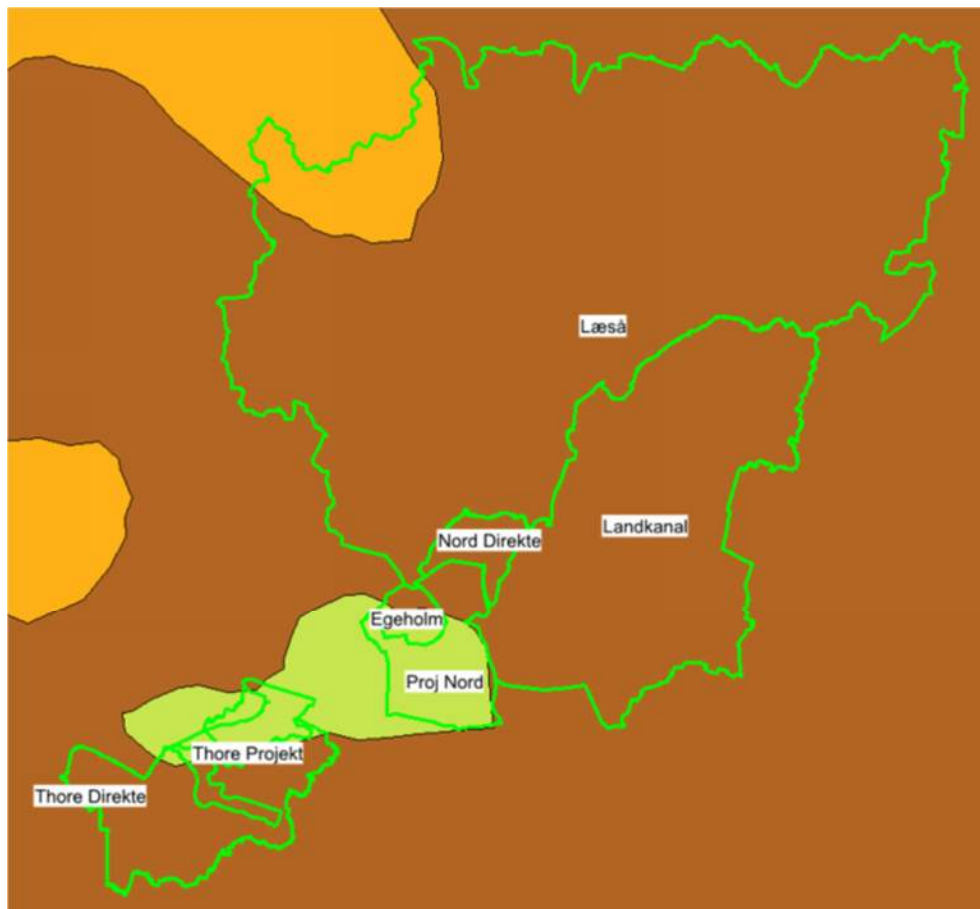 Læså
Landkanal
Nord Direkte
Egeholm
Proj Nord
Thore Projekt
Thore Direkte